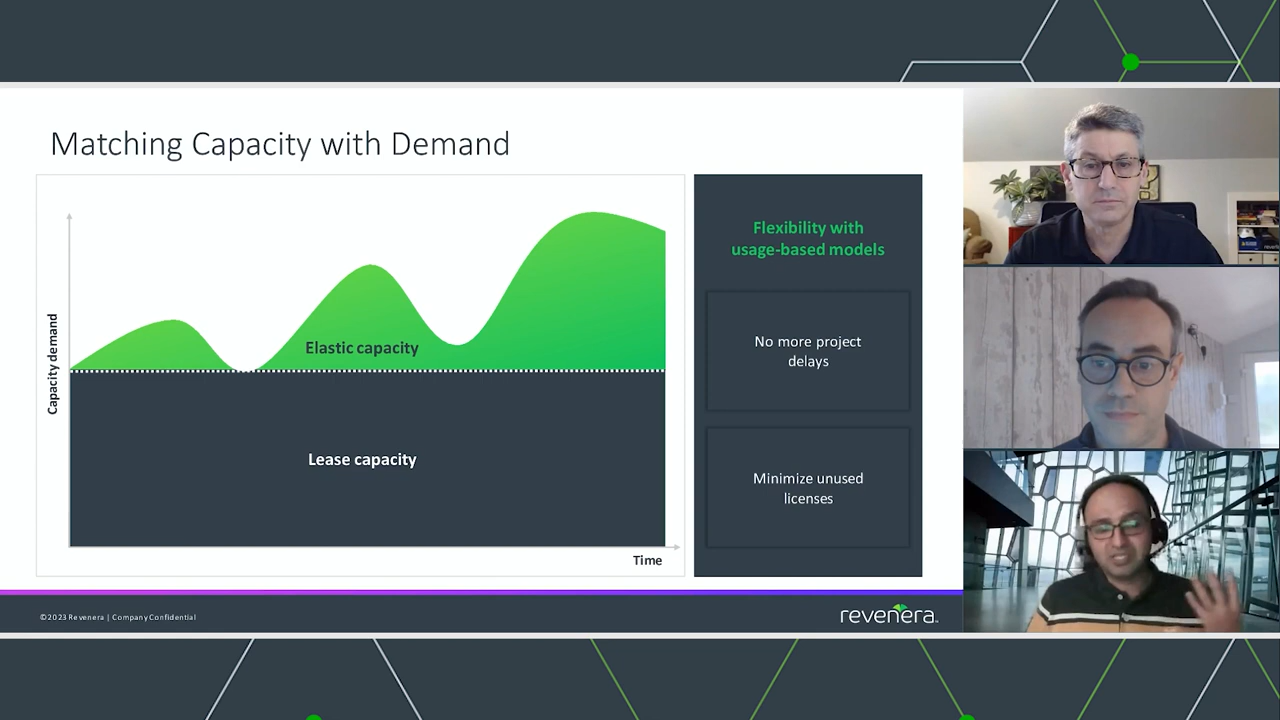 Matching Capacity with Demand
Capacity demand
Elastic capacity
Lease capacity
Time
Flexibility with
usage-based models
No more project
delays
Minimize unused
licenses
©2023 Revenera | Company Confidential
revenera